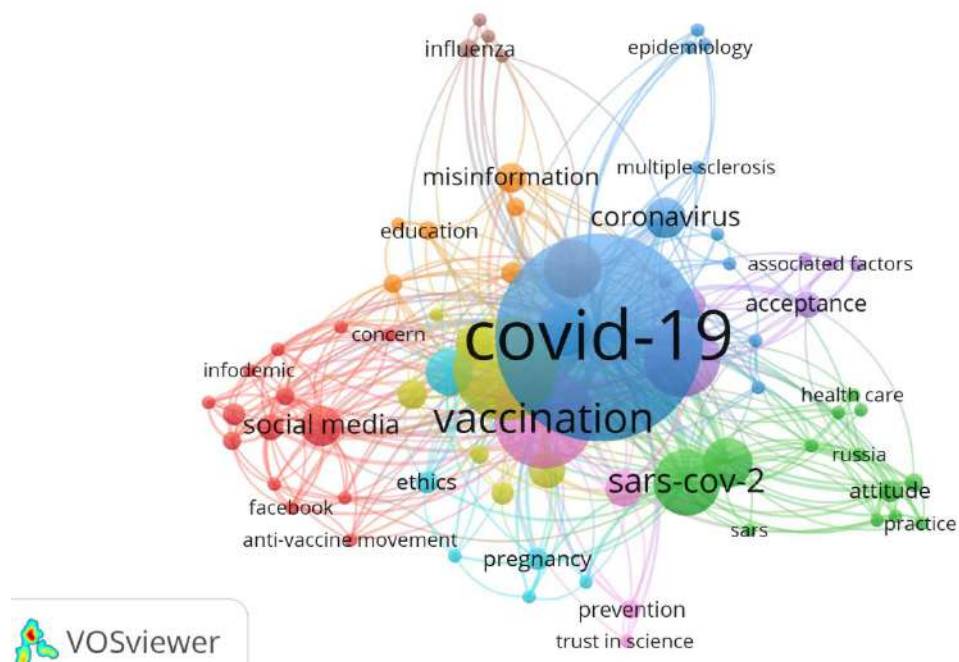 influenza
epidemiology
misinformation
multiple sclerosis
coronavirus
education
associated factors
acceptance
covid-19
concern
infodemic
health care
vaccination
social media
russia
ethics
sars-cov-2
attitude
facebook
practice
sars
anti-vaccine movement
pregnancy
prevention
trust in science
VOSviewer